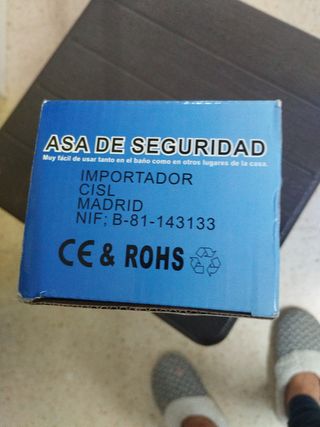 ASA DE SEGURIDAD
Muy fácil de usar tanto en el baño como en otros lugares de la casa.
IMPORTADOR
CISL
MADRID
NIF; B-81-143133
CE & ROHS